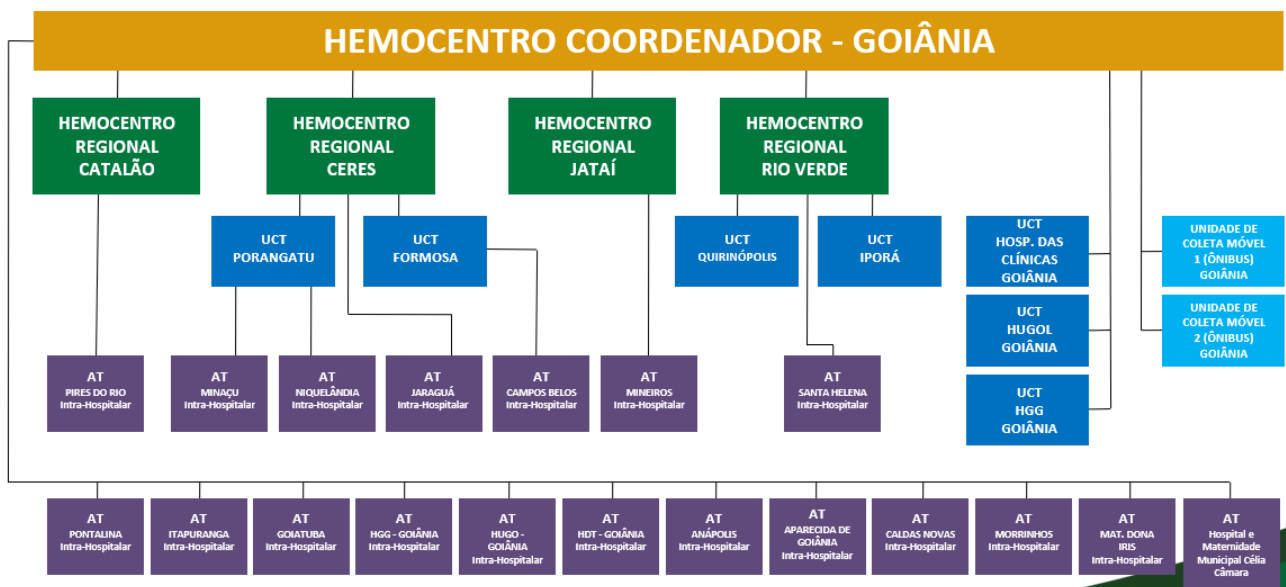 HEMOCENTRO COORDENADOR - GOIÂNIA
HEMOCENTRO
REGIONAL
CATALÃO
HEMOCENTRO
REGIONAL
CERES
HEMOCENTRO
REGIONAL
JATAÍ
HEMOCENTRO
REGIONAL
RIO VERDE
UCT
PORANGATU
UCT
FORMOSA
UCT
QUIRINÓPOLIS
UCT
IPORÁ
UCT
HOSP. DAS
CLÍNICAS
GOIÂNIA
UNIDADE DE
COLETA MÓVEL
1 (ÔNIBUS)
GOIÂNIA
UCT
HUGOL
GOIÂNIA
UNIDADE DE
COLETA MÓVEL
2 (ÔNIBUS)
GOIÂNIA
AT
PIRES DO RIO
Intra-Hospitalar
AT
MINAÇU
Intra-Hospitalar
AT
NIQUELÂNDIA
Intra-Hospitalar
AT
JARAGUÁ
Intra-Hospitalar
AT
CAMPOS BELOS
Intra-Hospitalar
AT
MINEIROS
Intra-Hospitalar
AT
SANTA HELENA
Intra-Hospitalar
UCT
HGG
GOIÂNIA
AT
PONTALINA
Intra-Hospitalar
AT
ITAPURANGA
Intra-Hospitalar
AT
GOIATUBA
Intra-Hospitalar
AT
HGG - GOIÂNIA
Intra-Hospitalar
AT
HUGO -
GOIÂNIA
Intra-Hospitalar
AT
HDT - GOIÂNIA
Intra-Hospitalar
AT
ANÁPOLIS
Intra-Hospitalar
AT
APARECIDA DE
GOIÂNIA
Intra-Hospitalar
AT
CALDAS NOVAS
Intra-Hospitalar
AT
MORRINHOS
Intra-Hospitalar
AT
MAT. DONA
IRIS
Intra-Hospitalar
AT
Hospital e
Maternidade
Municipal Célia
Câmara